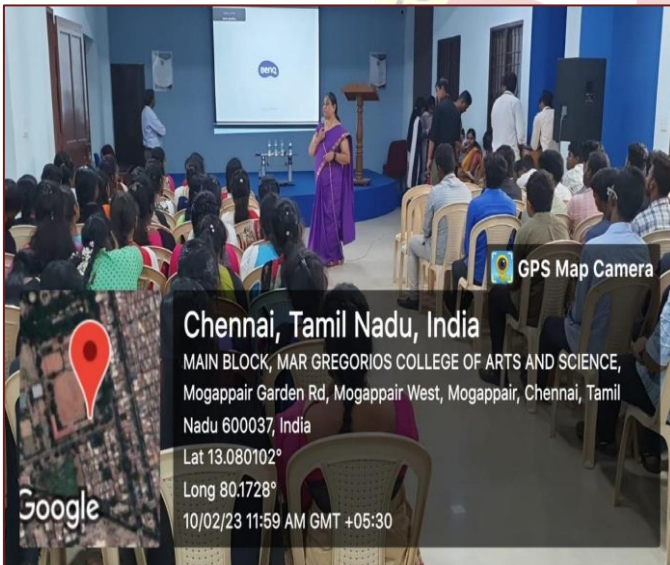 BenQ
GPS Map Camera
Chennai, Tamil Nadu, India
MAIN BLOCK, MAR GREGORIOS COLLEGE OF ARTS AND SCIENCE,
Mogappair Garden Rd, Mogappair West, Mogappair, Chennai, Tamil
Nadu 600037, India
Lat 13.080102°
Long 80.1728°
10/02/23 11:59 AM GMT +05:30
Google